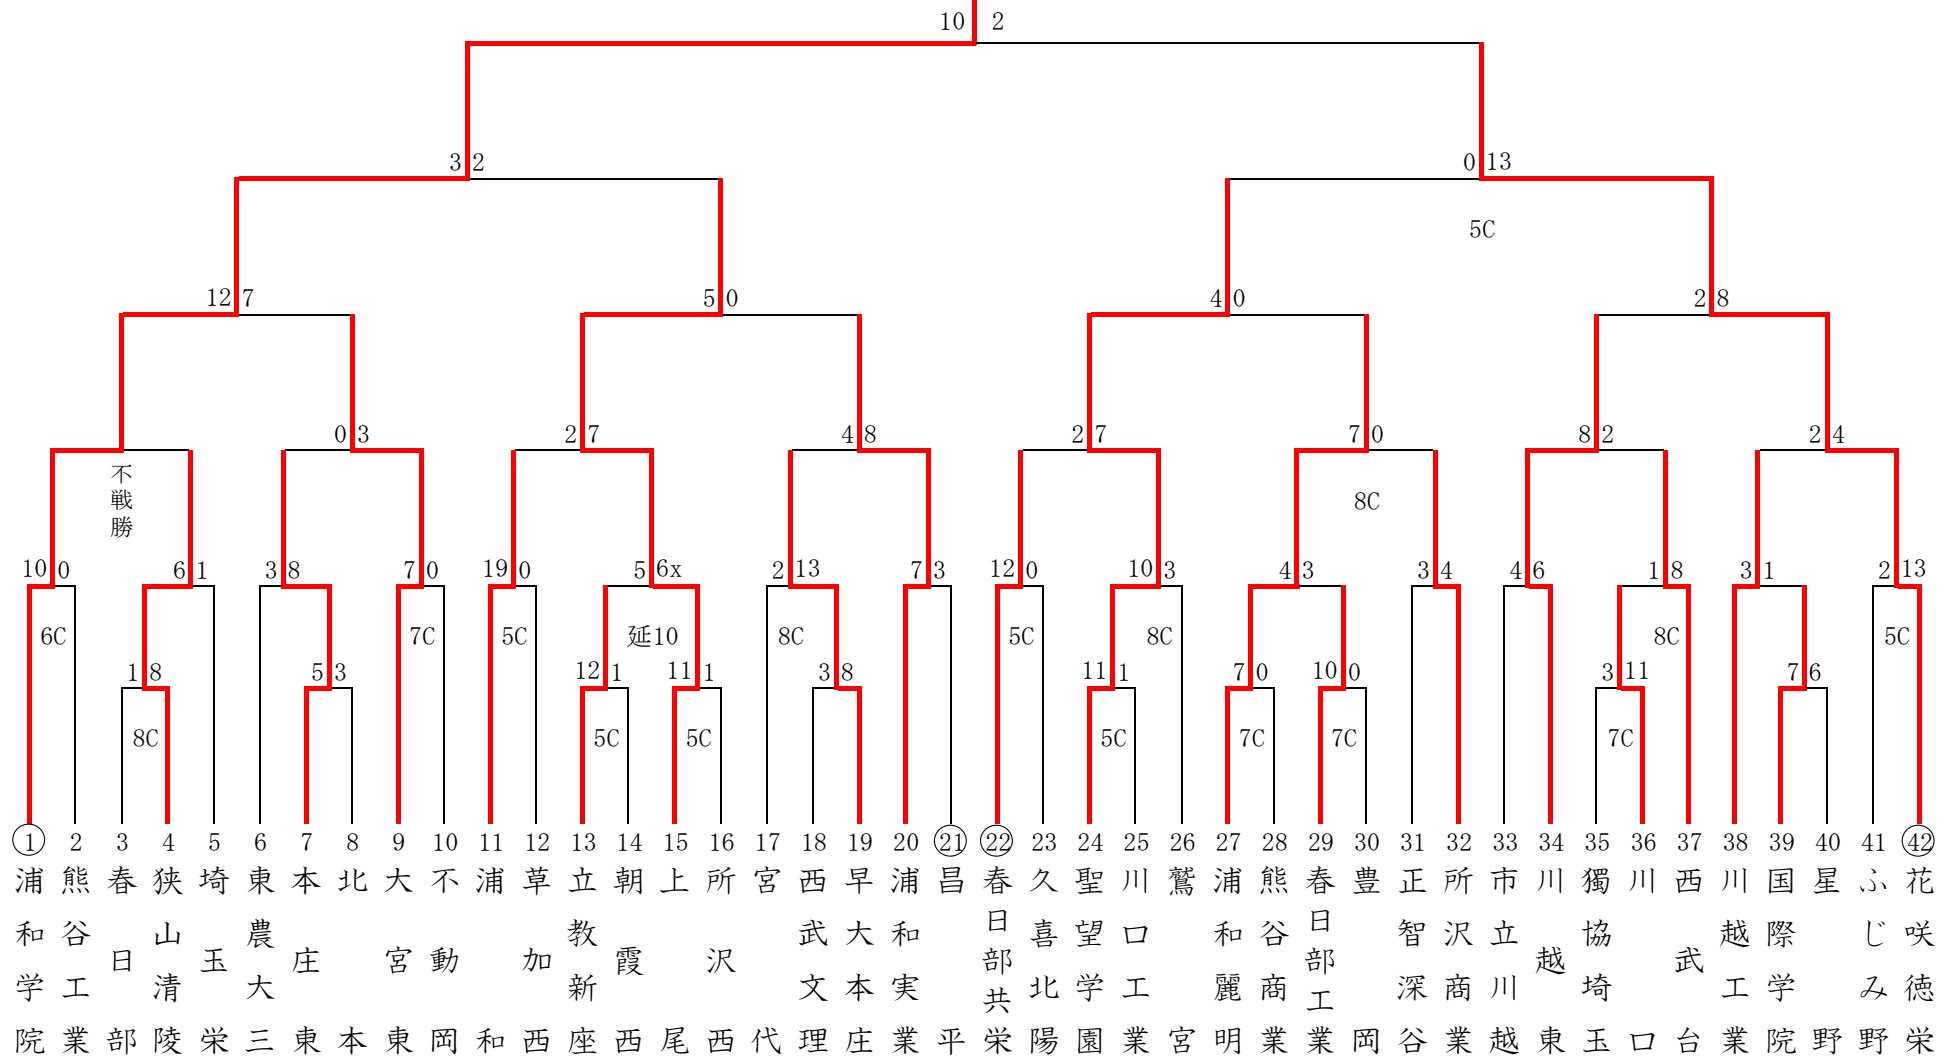 10 2
3 2
0 13
5C
12 7
5 0
4 0
2 8
0 3
2 7
4 8
2 7
7 0
8 2
2 4
不戦勝
8C
10 0
6 1
3 8
7 0
19 0
5 6x
2 13
7 3
12 0
10 3
4 3
3 4
4 6
1 8
3 1
2 13
6C
7C
5C
延10
8C
5C
8C
8C
5C
1 8
5 3
12 1
11 1
3 8
11 1
7 0
10 0
3 11
7 6
8C
5C
5C
5C
7C
7C
7C
① 浦和学院
2 熊谷工業
3 春日部
4 狭山清陵
5 埼玉栄
6 東農大三
7 本庄東
8 北本
9 大宮東
10 不動岡
11 浦和
12 草加西
13 立教新座
14 朝霞西
15 上尾
16 所沢西
17 宮代
18 西武文理
19 早大本庄
20 浦和実業
㉑ 昌平
㉒ 春日部共栄
23 久喜北陽
24 聖望学園
25 川口工業
26 鷲宮
27 浦和麗明
28 熊谷商業
29 春日部工業
30 豊岡
31 正智深谷
32 所沢商業
33 市立川越
34 川越東
35 獨協埼玉
36 川口
37 西武台
38 川越工業
39 国際学院
40 星野
41 ふじみ野
㊷ 花咲徳栄